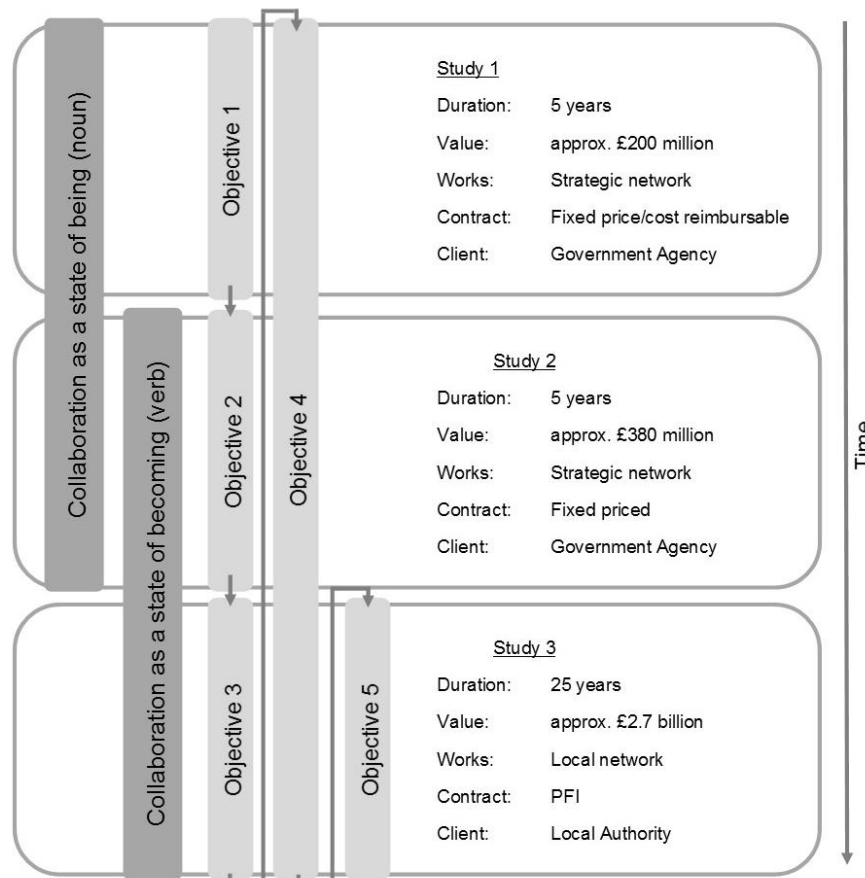 Collaboration as a state of being (noun)
Collaboration as a state of becoming (verb)
Objective 1
Objective 2
Objective 3
Objective 4
Objective 5
Study 1
Duration: 5 years
Value: approx. £200 million
Works: Strategic network
Contract: Fixed price/cost reimbursable
Client: Government Agency
Study 2
Duration: 5 years
Value: approx. £380 million
Works: Strategic network
Contract: Fixed priced
Client: Government Agency
Study 3
Duration: 25 years
Value: approx. £2.7 billion
Works: Local network
Contract: PFI
Client: Local Authority
Time